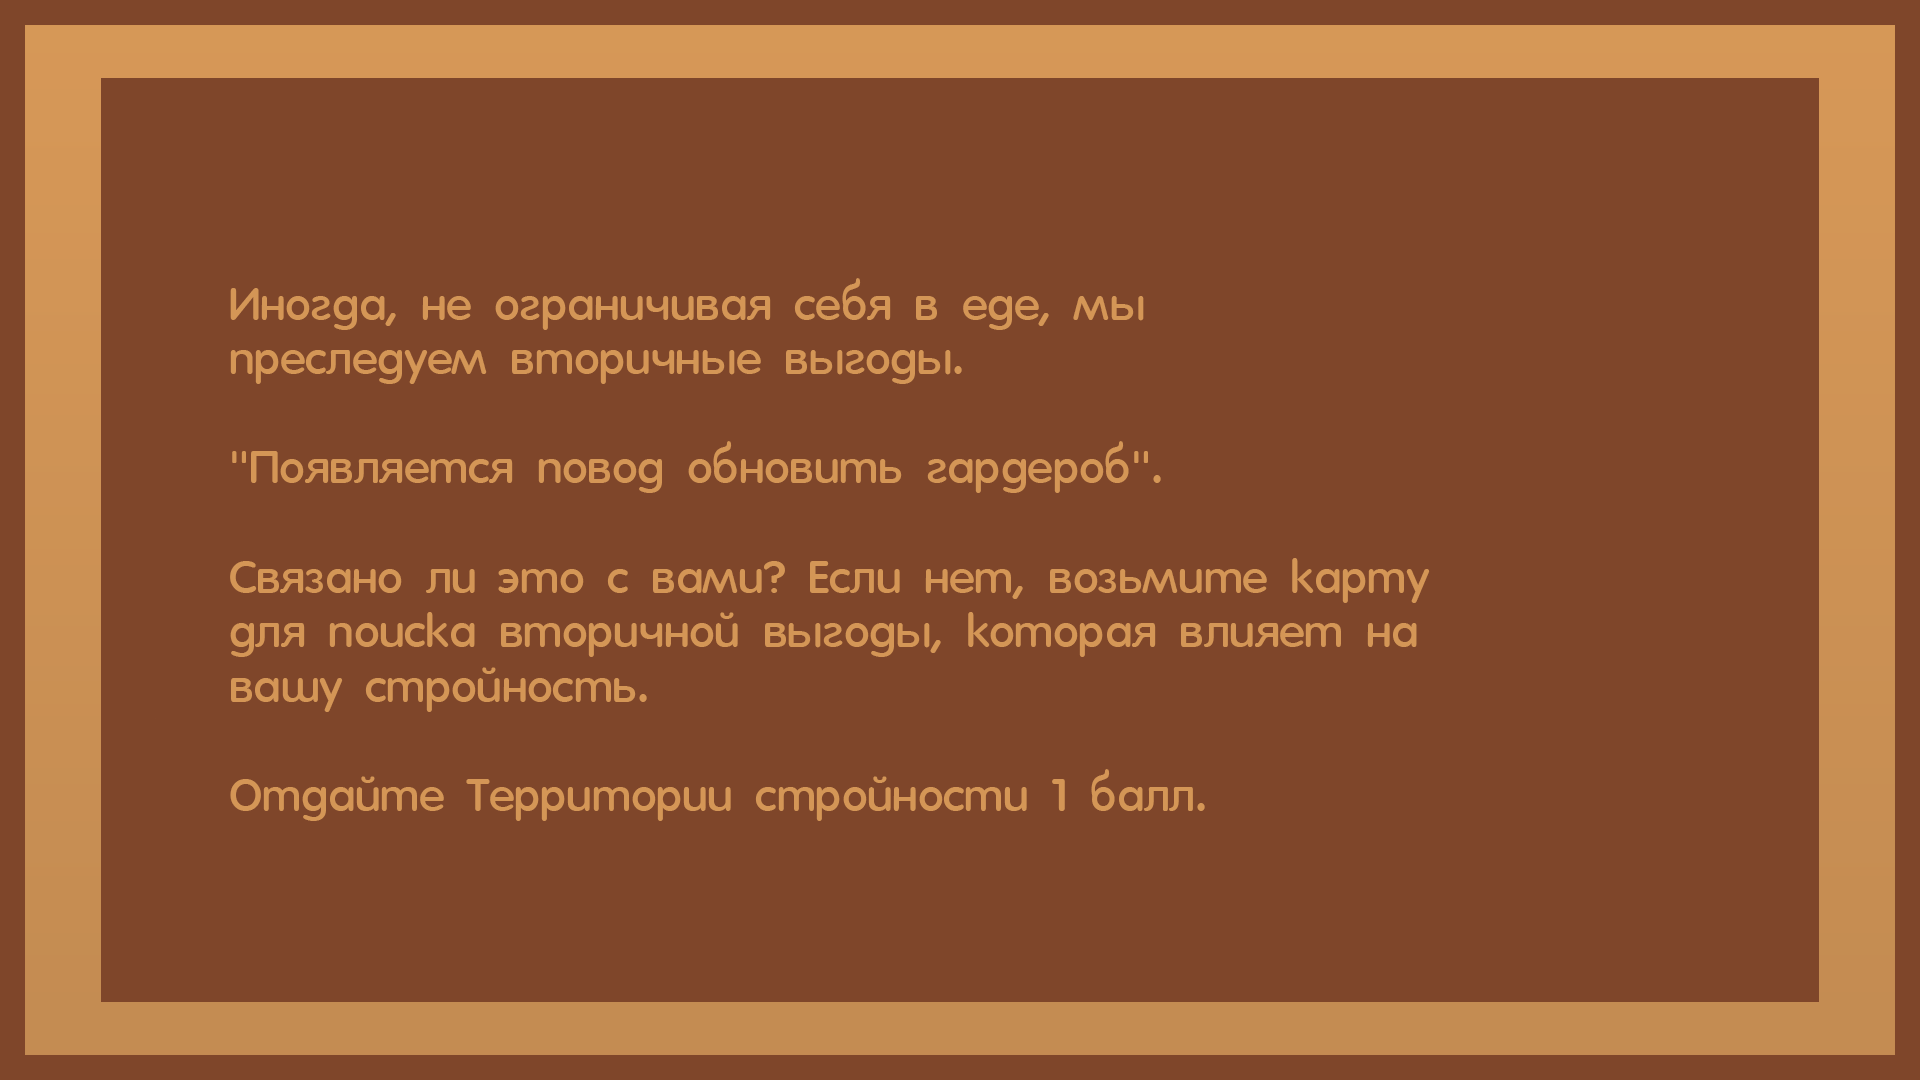 Иногда, не ограничивая себя в еде, мы
преследуем вторичные выгоды.
"Появляется повод обновить гардероб".
Связано ли это с вами? Если нет, возьмите карту
для поиска вторичной выгоды, которая влияет на
вашу стройность.
Отдайте Территории стройности 1 балл.